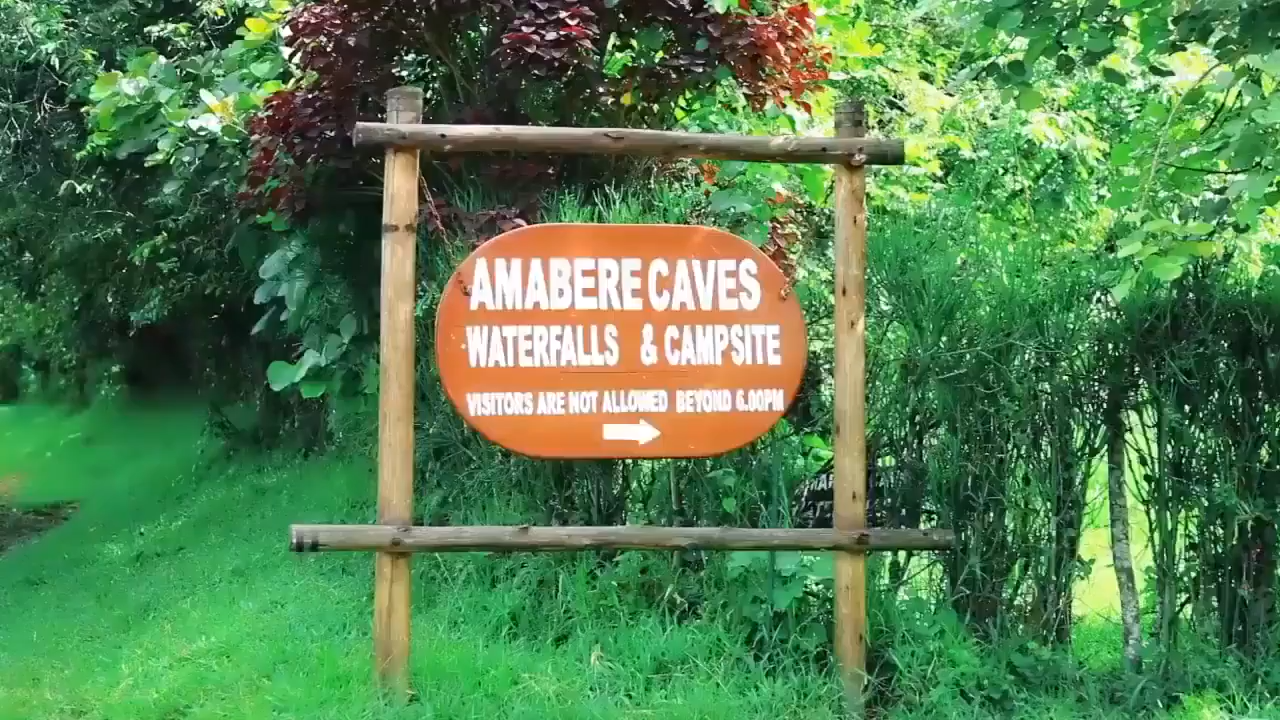 AMABERE CAVES
WATERFALLS & CAMPSITE
VISITORS ARE NOT ALLOWED BEYOND 6.00PM